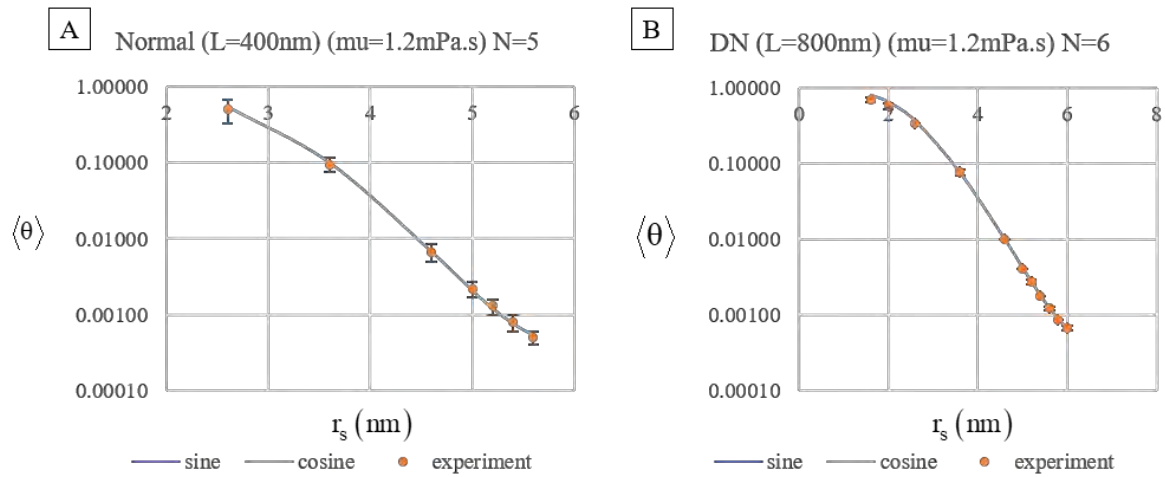 A
Normal (L=400nm) (mu=1.2mPa.s) N=5
1.00000
0.10000
0.01000
0.00100
0.00010
2
3
4
5
6
⟨θ⟩
rₛ (nm)
sine
cosine
experiment
B
DN (L=800nm) (mu=1.2mPa.s) N=6
1.00000
0.10000
0.01000
0.00100
0.00010
0
2
4
6
8
⟨θ⟩
rₛ (nm)
sine
cosine
experiment